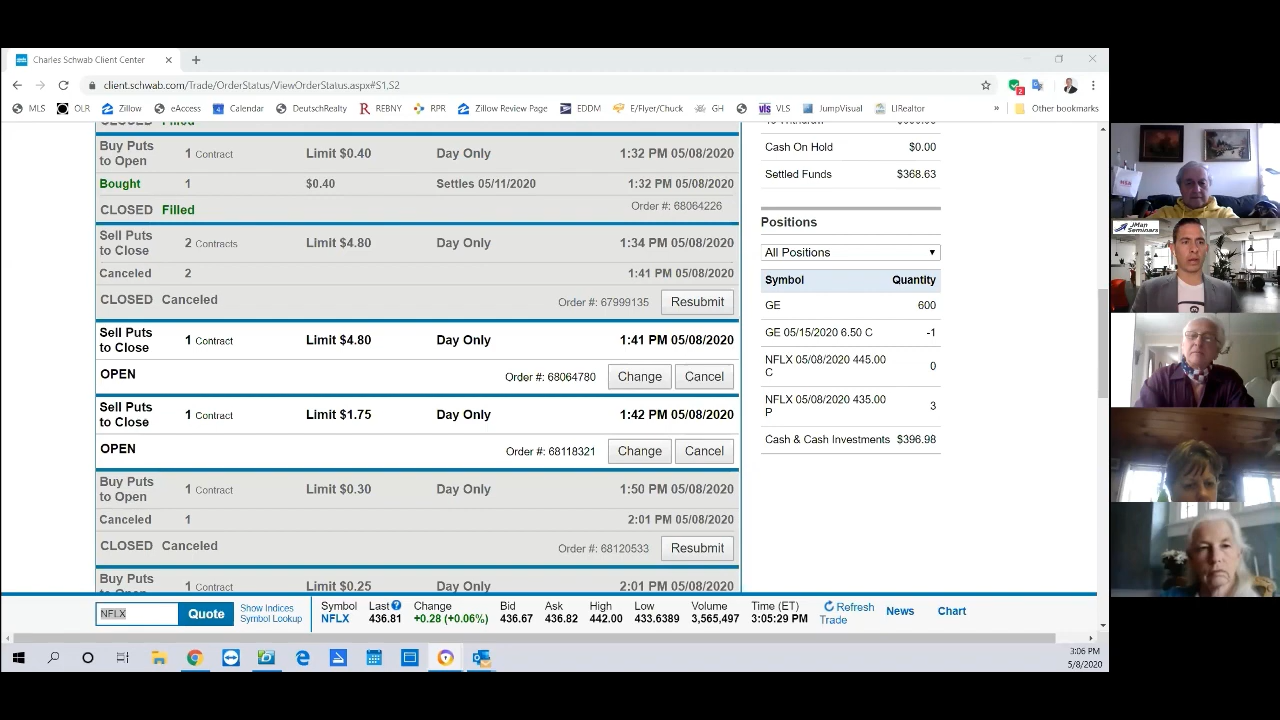 Charles Schwab Client Center
client.schwab.com/Trade/OrderStatus/ViewOrderStatus.aspx#S1,S2
MLS OLR Zillow eAccess Calendar DeutschRealty REBNY RPR Zillow Review Page EDDM E/Flyer/Chuck GH VLS JumpVisual LIRealtor » Other bookmarks
CLOSED Filled
Buy Puts to Open 1 Contract Limit $0.40 Day Only 1:32 PM 05/08/2020
Bought 1 $0.40 Settles 05/11/2020 1:32 PM 05/08/2020
CLOSED Filled Order #: 68064226
Sell Puts to Close 2 Contracts Limit $4.80 Day Only 1:34 PM 05/08/2020
Canceled 2 1:41 PM 05/08/2020
CLOSED Canceled Order #: 67999135 Resubmit
Sell Puts to Close 1 Contract Limit $4.80 Day Only 1:41 PM 05/08/2020
OPEN Order #: 68064780 Change Cancel
Sell Puts to Close 1 Contract Limit $1.75 Day Only 1:42 PM 05/08/2020
OPEN Order #: 68118321 Change Cancel
Buy Puts to Open 1 Contract Limit $0.30 Day Only 1:50 PM 05/08/2020
Canceled 1 2:01 PM 05/08/2020
CLOSED Canceled Order #: 68120533 Resubmit
Buy Puts to Open 1 Contract Limit $0.25 Day Only 2:01 PM 05/08/2020
Cash On Hold $0.00
Settled Funds $368.63
Positions
All Positions
Symbol Quantity
GE 600
GE 05/15/2020 6.50 C -1
NFLX 05/08/2020 445.00 C 0
NFLX 05/08/2020 435.00 P 3
Cash & Cash Investments $396.98
NFLX Quote Show Indices Symbol Lookup
Symbol Last Change Bid Ask High Low Volume Time (ET) Refresh Trade News Chart
NFLX 436.81 +0.28 (+0.06%) 436.67 436.82 442.00 433.6389 3,565,497 3:05:29 PM
3:06 PM
5/8/2020
JMan Seminars